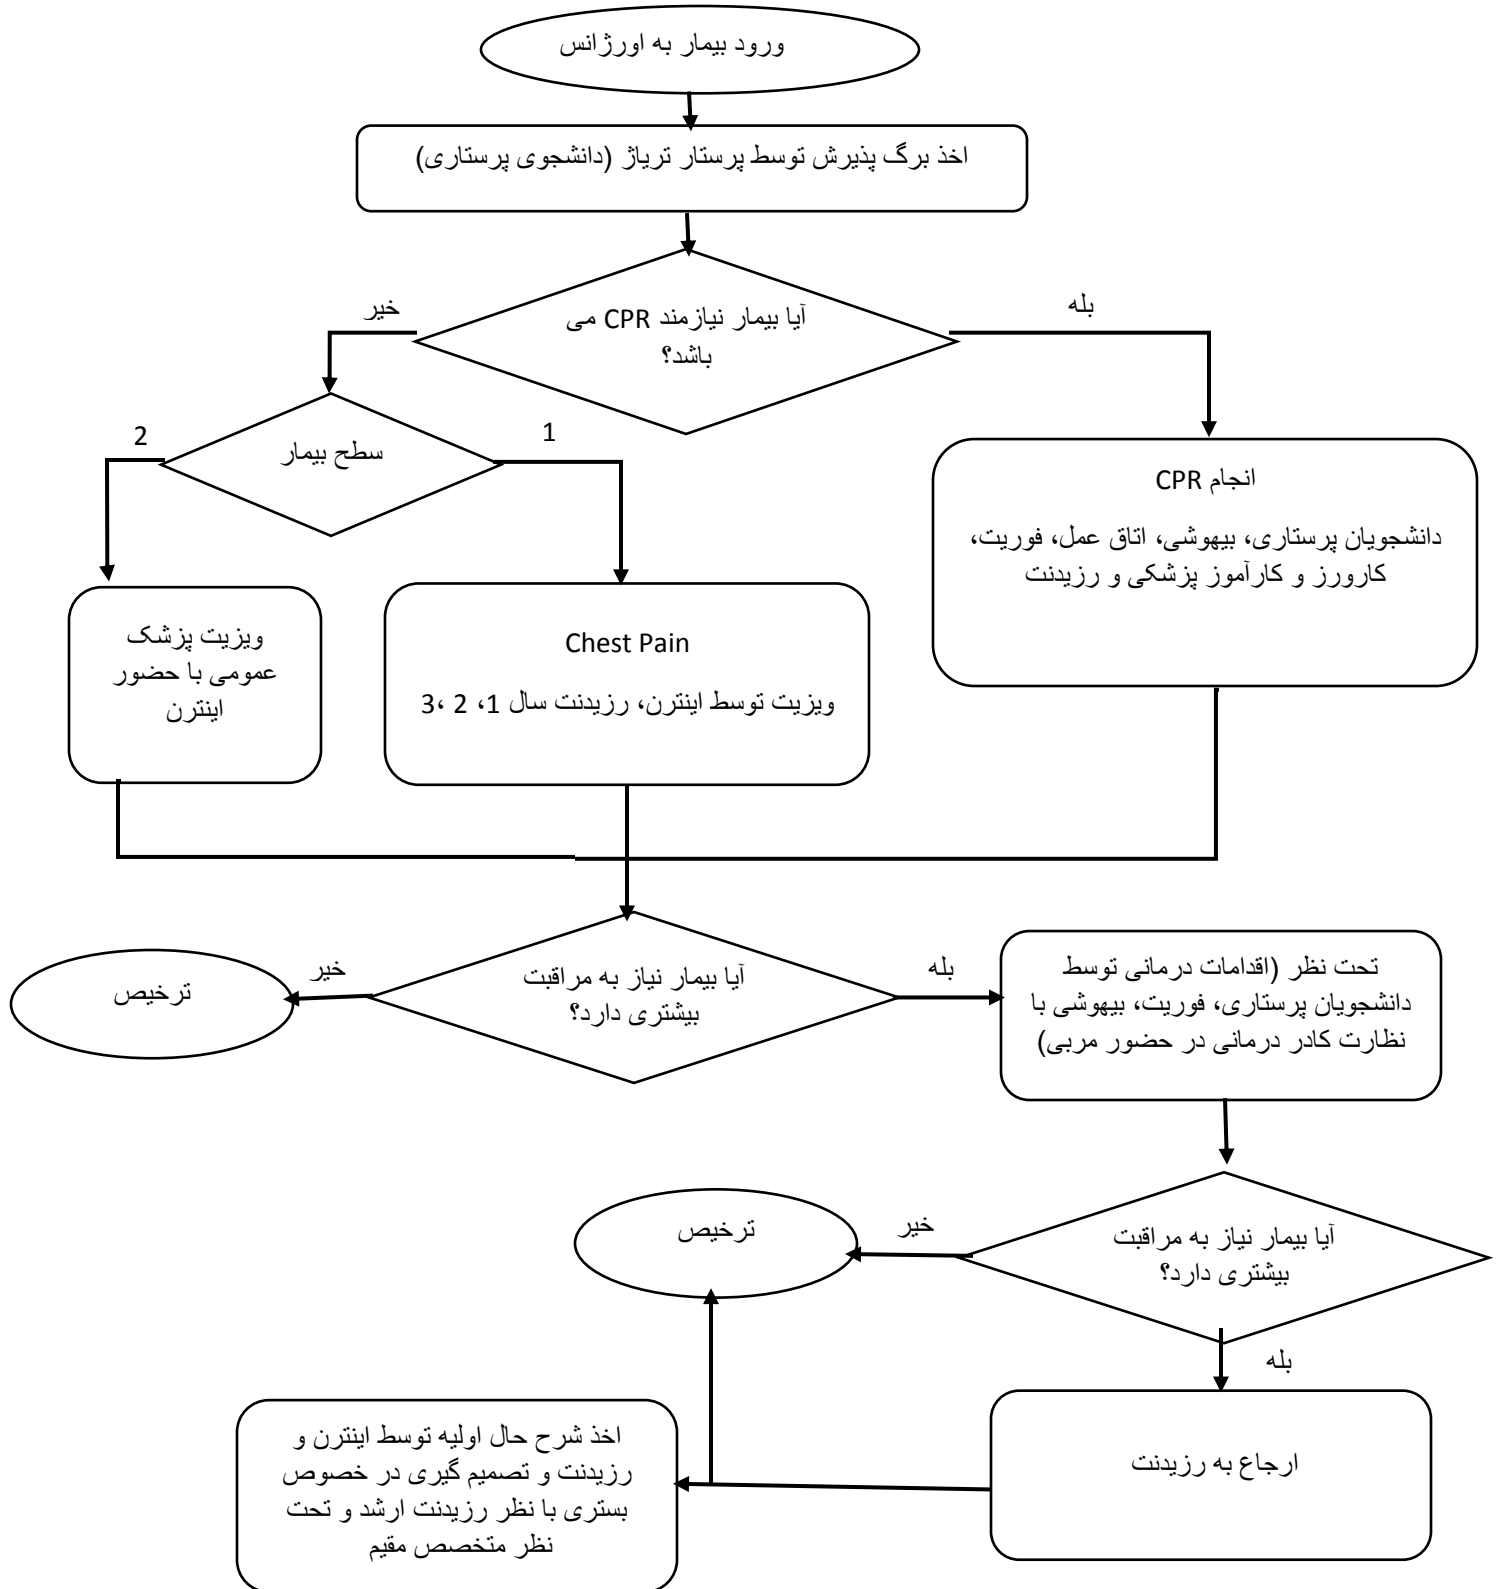 ورود بیمار به اورژانس
اخذ برگ پذیرش توسط پرستار تریاژ (دانشجوی پرستاری)
آیا بیمار نیازمند CPR می
باشد؟
بله
خیر
سطح بیمار
1
2
انجام CPR
دانشجویان پرستاری، بیهوشی، اتاق عمل، فوریت،
کارورز و کارآموز پزشکی و رزیدنت
Chest Pain
ویزیت توسط اینترن، رزیدنت سال 1، 2 ،3
ویزیت پزشک
عمومی با حضور
اینترن
آیا بیمار نیاز به مراقبت
بیشتری دارد؟
بله
خیر
ترخیص
تحت نظر (اقدامات درمانی توسط
دانشجویان پرستاری، فوریت، بیهوشی با
نظارت کادر درمانی در حضور مربی)
آیا بیمار نیاز به مراقبت
بیشتری دارد؟
خیر
ترخیص
بله
ارجاع به رزیدنت
اخذ شرح حال اولیه توسط اینترن و
رزیدنت و تصمیم گیری در خصوص
بستری با نظر رزیدنت ارشد و تحت
نظر متخصص مقیم